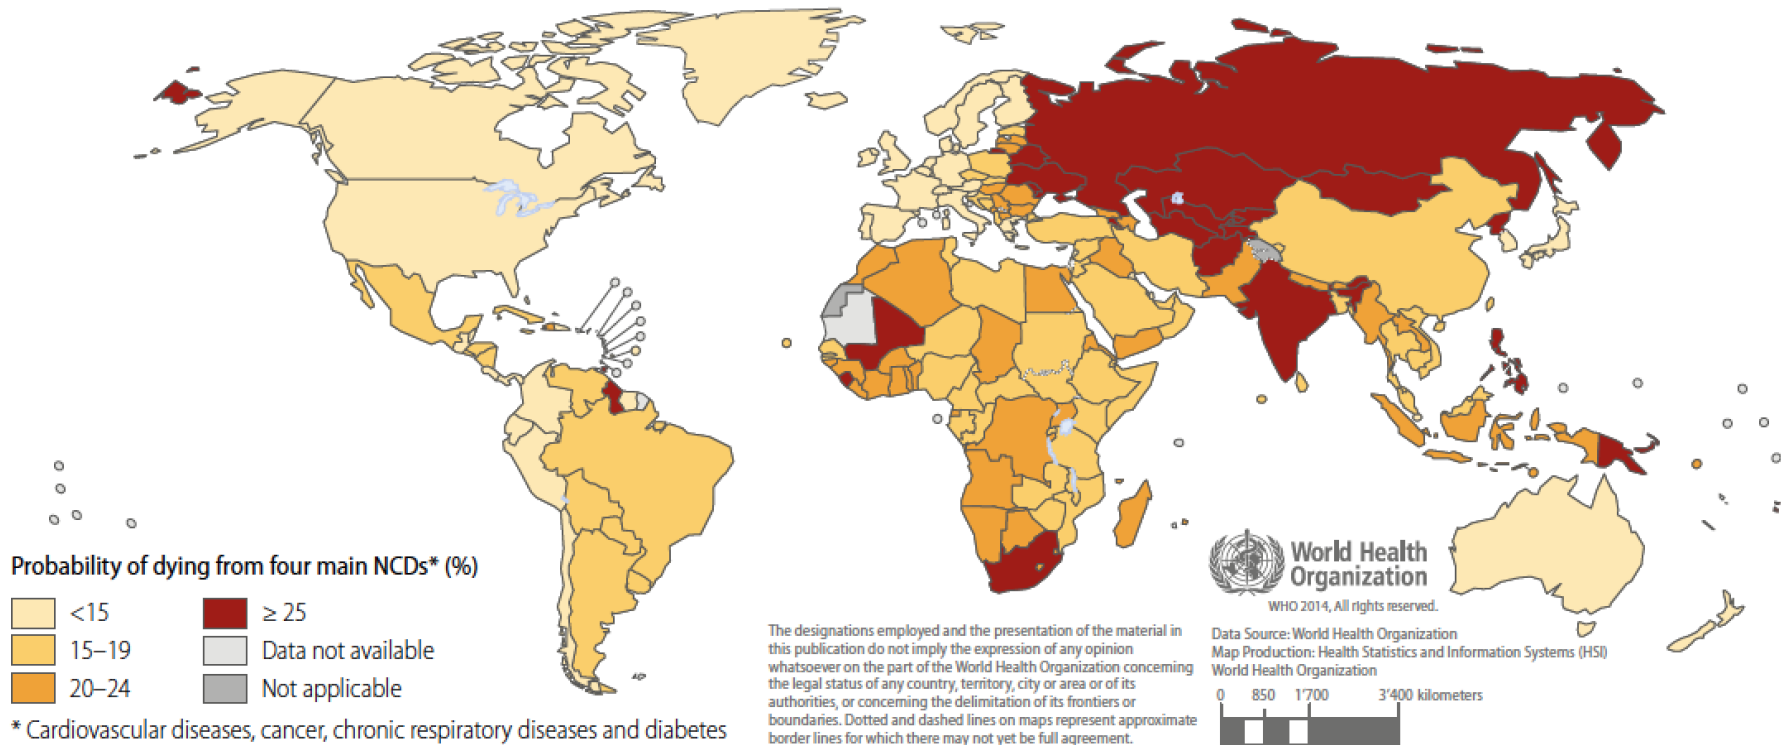 Probability of dying from four main NCDs* (%)
<15
15–19
20–24
≥ 25
Data not available
Not applicable
* Cardiovascular diseases, cancer, chronic respiratory diseases and diabetes
The designations employed and the presentation of the material in
this publication do not imply the expression of any opinion
whatsoever on the part of the World Health Organization concerning
the legal status of any country, territory, city or area or of its
authorities, or concerning the delimitation of its frontiers or
boundaries. Dotted and dashed lines on maps represent approximate
border lines for which there may not yet be full agreement.
World Health
Organization
WHO 2014, All rights reserved.
Data Source: World Health Organization
Map Production: Health Statistics and Information Systems (HSI)
World Health Organization
0 850 1'700 3'400 kilometers